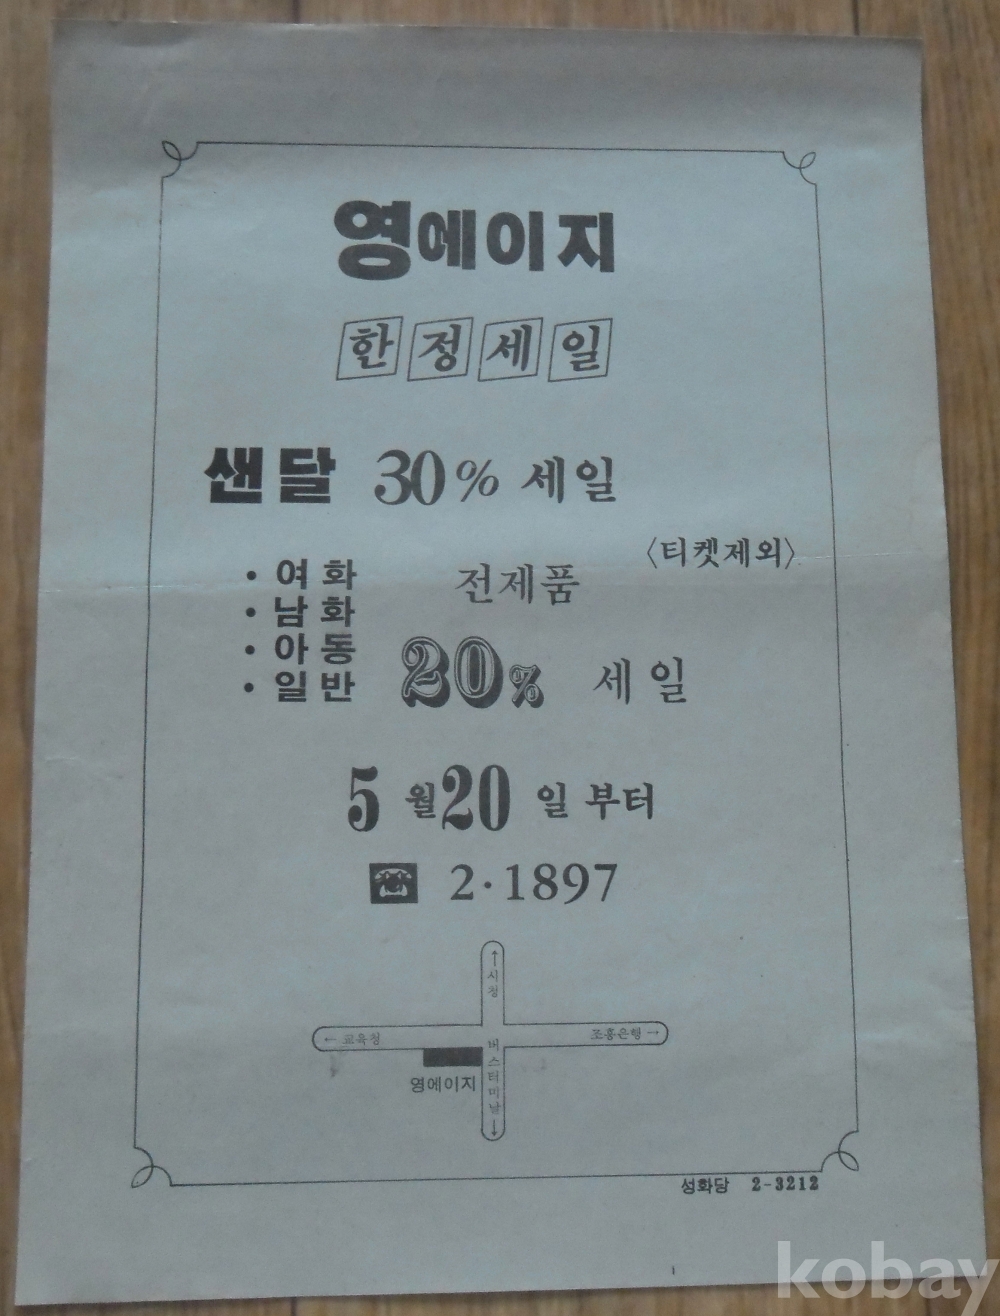 영에이지
한정세일
샌달 30% 세일
〈티켓제외〉
• 여화
• 남화
• 아동
• 일반
전제품
20% 세일
5월 20일부터
☎ 2·1897
↑시청
← 교육청
조흥은행 →
버스터미날↓
영에이지
성화당 2-3212
kobay